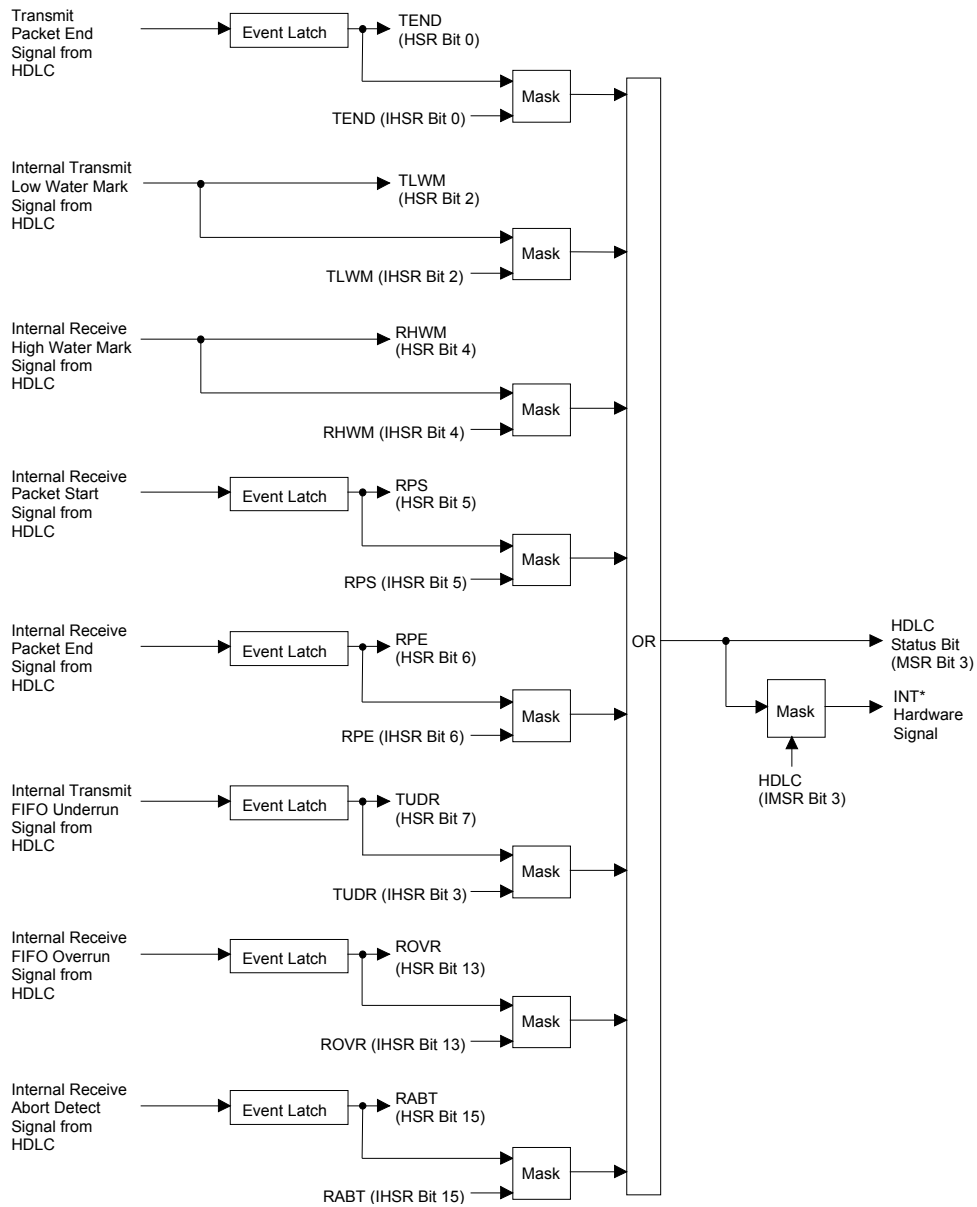 Transmit
Packet End
Signal from
HDLC
Event Latch
TEND
(HSR Bit 0)
Mask
TEND (IHSR Bit 0)
Internal Transmit
Low Water Mark
Signal from
HDLC
TLWM
(HSR Bit 2)
Mask
TLWM (IHSR Bit 2)
Internal Receive
High Water Mark
Signal from
HDLC
RHWM
(HSR Bit 4)
Mask
RHWM (IHSR Bit 4)
Internal Receive
Packet Start
Signal from
HDLC
Event Latch
RPS
(HSR Bit 5)
Mask
RPS (IHSR Bit 5)
Internal Receive
Packet End
Signal from
HDLC
Event Latch
RPE
(HSR Bit 6)
Mask
RPE (IHSR Bit 6)
Internal Transmit
FIFO Underrun
Signal from
HDLC
Event Latch
TUDR
(HSR Bit 7)
Mask
TUDR (IHSR Bit 3)
Internal Receive
FIFO Overrun
Signal from
HDLC
Event Latch
ROVR
(HSR Bit 13)
Mask
ROVR (IHSR Bit 13)
Internal Receive
Abort Detect
Signal from
HDLC
Event Latch
RABT
(HSR Bit 15)
Mask
RABT (IHSR Bit 15)
OR
HDLC
Status Bit
(MSR Bit 3)
Mask
INT*
Hardware
Signal
HDLC
(IMSR Bit 3)